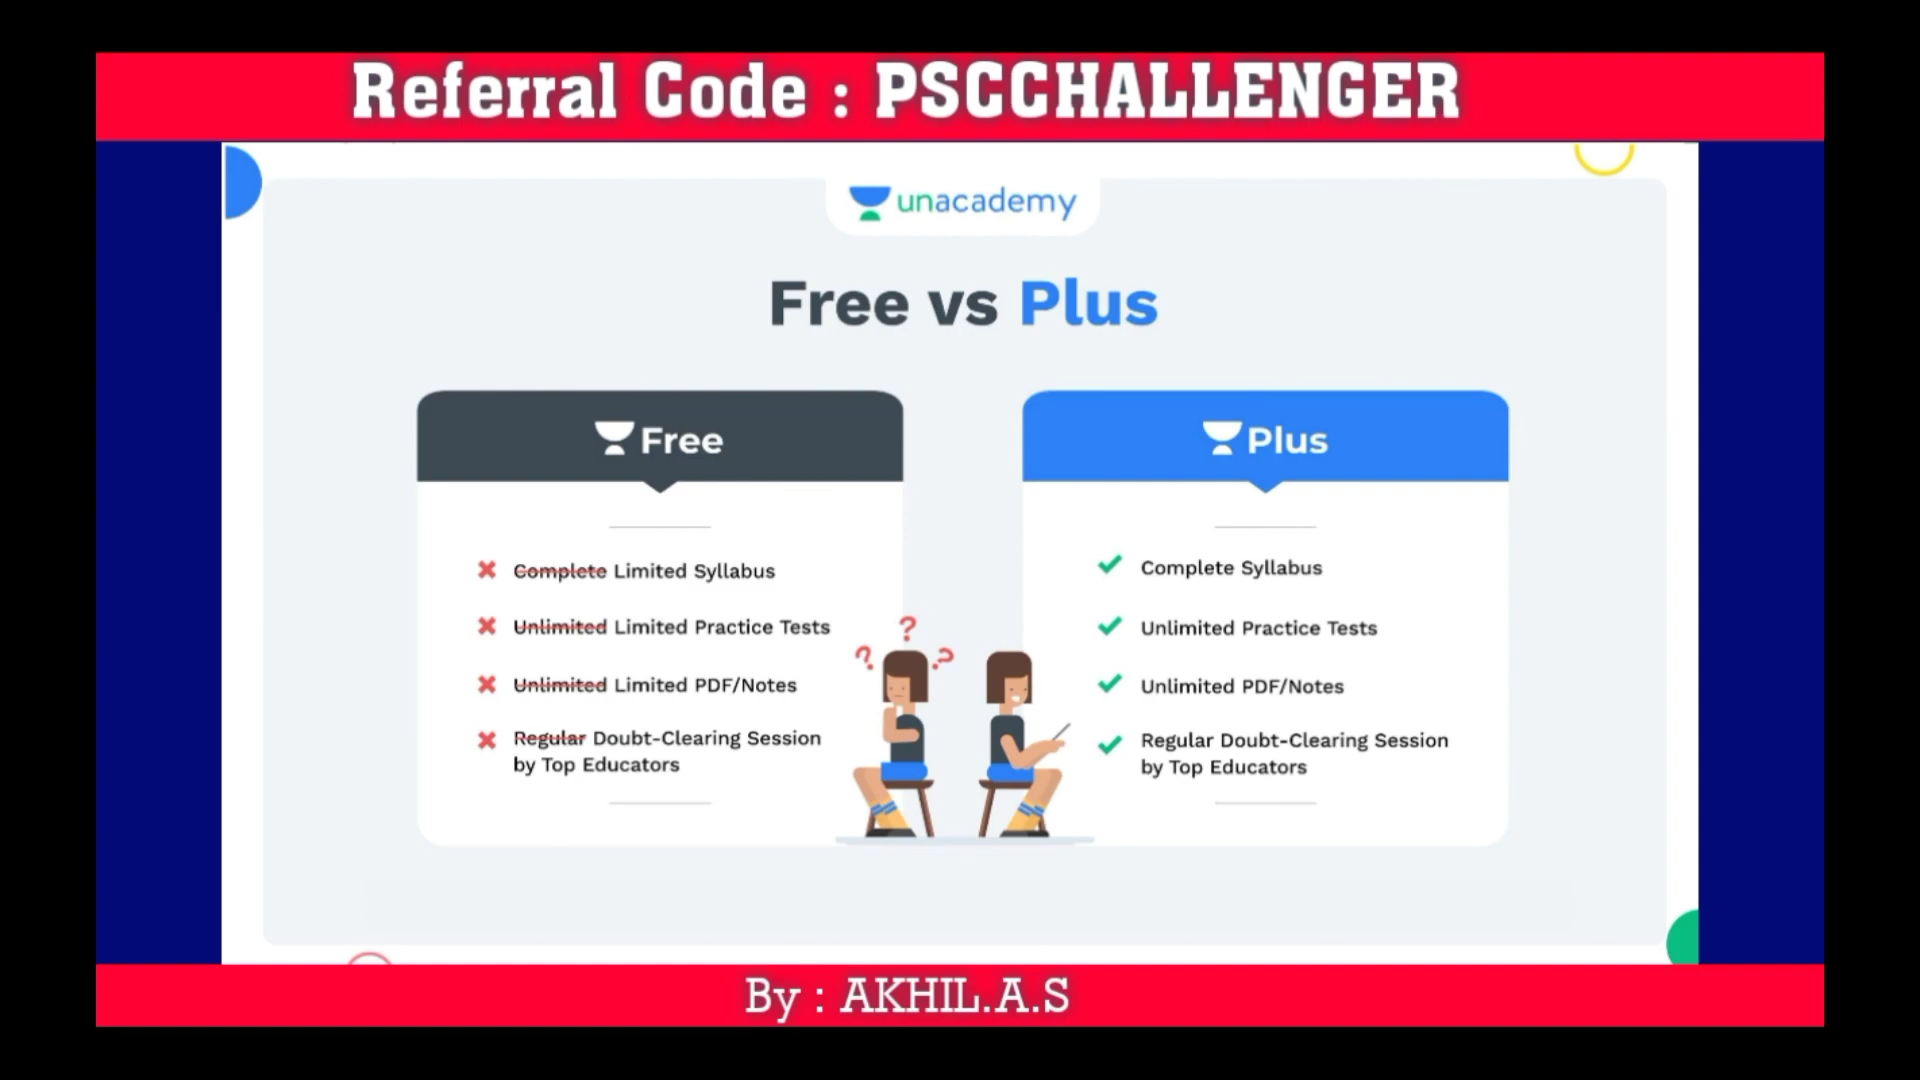 Referral Code : PSCCHALLENGER
unacademy
Free vs Plus
Free
Complete Limited Syllabus
Unlimited Limited Practice Tests
Unlimited Limited PDF/Notes
Regular Doubt-Clearing Session
by Top Educators
? ? ?
Plus
Complete Syllabus
Unlimited Practice Tests
Unlimited PDF/Notes
Regular Doubt-Clearing Session
by Top Educators
By : AKHIL.A.S